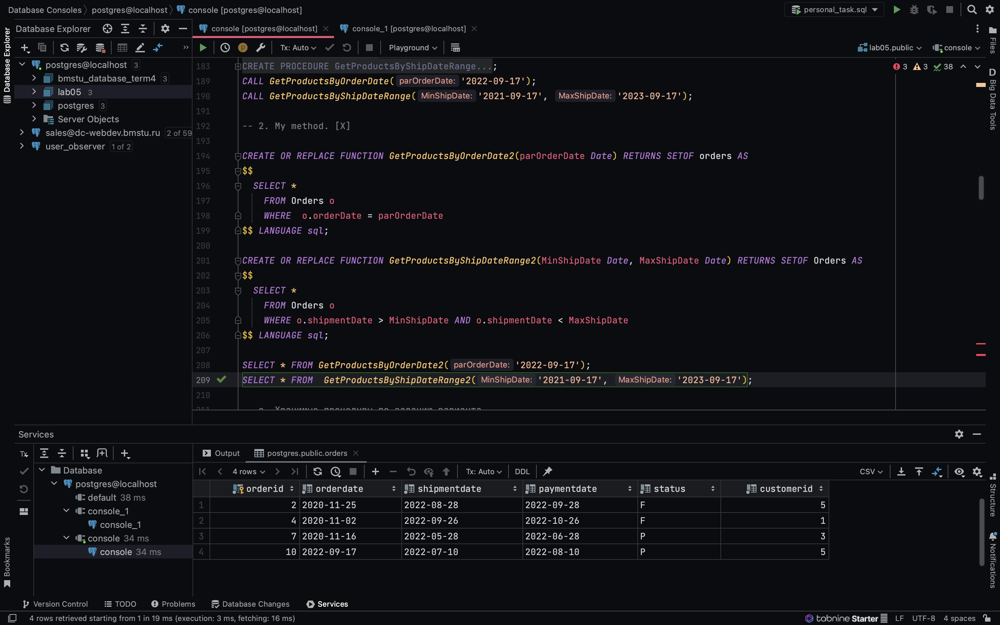 Database Consoles postgres@localhost console [postgres@localhost] personal_task.sql
Database Explorer console [postgres@localhost] console_1 [postgres@localhost]
Tx: Auto Playground lab05.public console
Database Explorer
Files
Big Data Tools
Structure
Notifications
Bookmarks
postgres@localhost 3
bmstu_database_term4 3
lab05 3
postgres 3
Server Objects
sales@dc-webdev.bmstu.ru 2 of 59
user_observer 1 of 2
3 3 38
183 CREATE PROCEDURE GetProductsByShipDateRange...;
189 CALL GetProductsByOrderDate( parOrderDate: '2022-09-17');
190 CALL GetProductsByShipDateRange( MinShipDate: '2021-09-17', MaxShipDate: '2023-09-17');
191
192 -- 2. My method. [X]
193
194 CREATE OR REPLACE FUNCTION GetProductsByOrderDate2(parOrderDate Date) RETURNS SETOF orders AS
195 $$
196 SELECT *
197 FROM Orders o
198 WHERE o.orderDate = parOrderDate
199 $$ LANGUAGE sql;
200
201 CREATE OR REPLACE FUNCTION GetProductsByShipDateRange2(MinShipDate Date, MaxShipDate Date) RETURNS SETOF Orders AS
202 $$
203 SELECT *
204 FROM Orders o
205 WHERE o.shipmentDate > MinShipDate AND o.shipmentDate < MaxShipDate
206 $$ LANGUAGE sql;
207
208 SELECT * FROM GetProductsByOrderDate2( parOrderDate: '2022-09-17');
209 SELECT * FROM GetProductsByShipDateRange2( MinShipDate: '2021-09-17', MaxShipDate: '2023-09-17');
210
211 Хранимые процедуры по заданию варианта
Services
Tx
Output postgres.public.orders
4 rows Tx: Auto DDL CSV
Database
postgres@localhost
default 38 ms
console_1
console_1
console 34 ms
console 34 ms
orderid orderdate shipmentdate paymentdate status customerid
1 2 2020-11-25 2022-08-28 2022-09-28 F 5
2 4 2020-11-02 2022-09-26 2022-10-26 F 1
3 7 2020-11-16 2022-05-28 2022-06-28 P 3
4 10 2022-09-17 2022-07-10 2022-08-10 P 5
Version Control TODO Problems Database Changes Services
4 rows retrieved starting from 1 in 19 ms (execution: 3 ms, fetching: 16 ms) tabnine Starter LF UTF-8 4 spaces